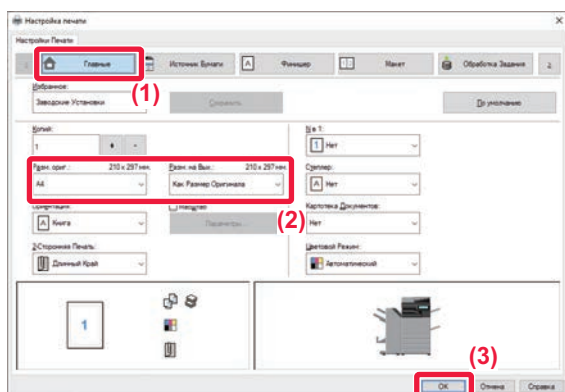 Настройка печати
Настройки Печати
Главные Источник Бумаги Финишер Макет Обработка Задания
(1)
Избранное:
Заводские Установки Сохранить По умолчанию
Копий: N в 1:
1 Нет
Разм. ориг.: 210 x 297 мм. Разм. на Вых.: 210 x 297 мм. Степлер:
A4 Как Размер Оригинала Нет
(2)
Ориентация: Масштаб Картотека Документов:
Книга Параметры... Нет
2-Сторонняя Печать: Цветовой Режим:
Длинный Край Автоматический
1
(3)
OK Отмена Справка